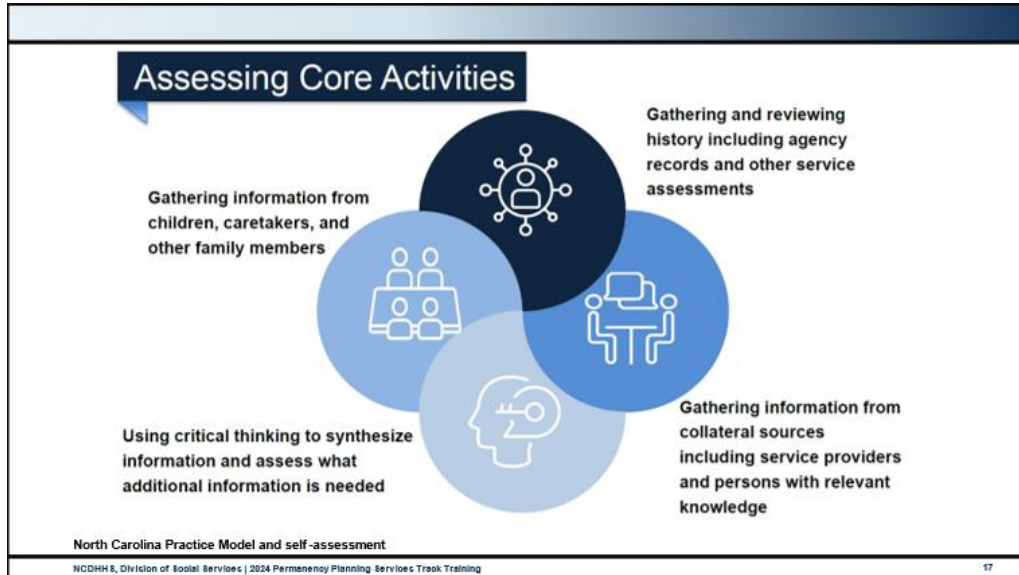 Assessing Core Activities
Gathering and reviewing
history including agency
records and other service
assessments
Gathering information from
children, caretakers, and
other family members
Using critical thinking to synthesize
information and assess what
additional information is needed
Gathering information from
collateral sources
including service providers
and persons with relevant
knowledge
North Carolina Practice Model and self-assessment
NCDHHS, Division of Social Services | 2024 Permanency Planning Services Track Training
17